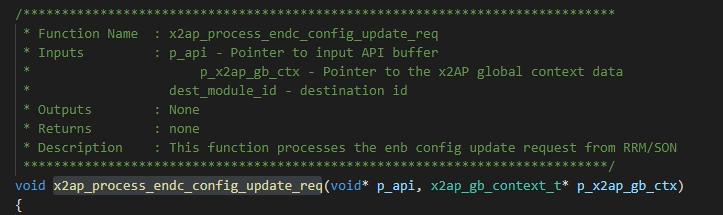 /****************************************************************************
* Function Name : x2ap_process_endc_config_update_req
* Inputs : p_api - Pointer to input API buffer
* p_x2ap_gb_ctx - Pointer to the x2AP global context data
* dest_module_id - destination id
* Outputs : None
* Returns : none
* Description : This function processes the enb config update request from RRM/SON
****************************************************************************/
void x2ap_process_endc_config_update_req(void* p_api, x2ap_gb_context_t* p_x2ap_gb_ctx)
{